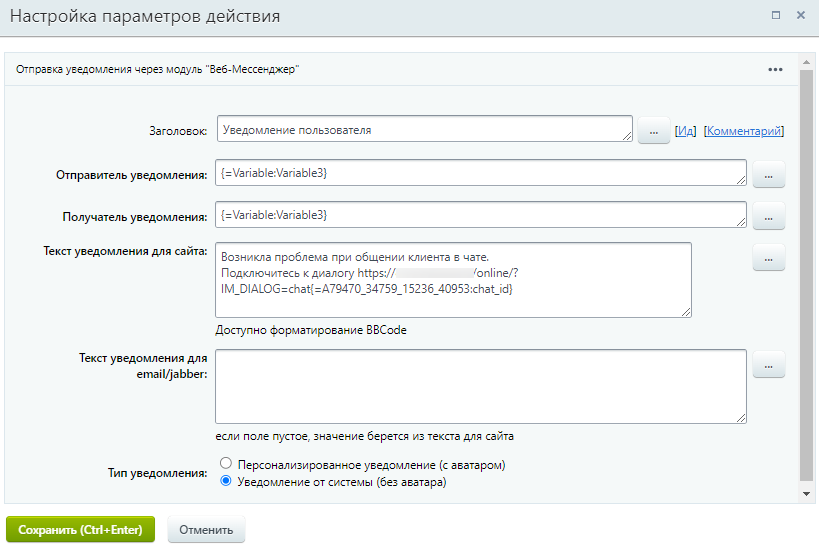 Настройка параметров действия
Отправка уведомления через модуль "Веб-Мессенджер"
Заголовок: Уведомление пользователя ... [Ид] [Комментарий]
Отправитель уведомления: {=Variable:Variable3} ...
Получатель уведомления: {=Variable:Variable3} ...
Текст уведомления для сайта: Возникла проблема при общении клиента в чате. ...
Подключитесь к диалогу https:// /online/?
IM_DIALOG=chat{=A79470_34759_15236_40953:chat_id}
Доступно форматирование BBCode
Текст уведомления для
email/jabber: ...
если поле пустое, значение берется из текста для сайта
Тип уведомления: Персонализированное уведомление (с аватаром)
Уведомление от системы (без аватара)
Сохранить (Ctrl+Enter) Отменить